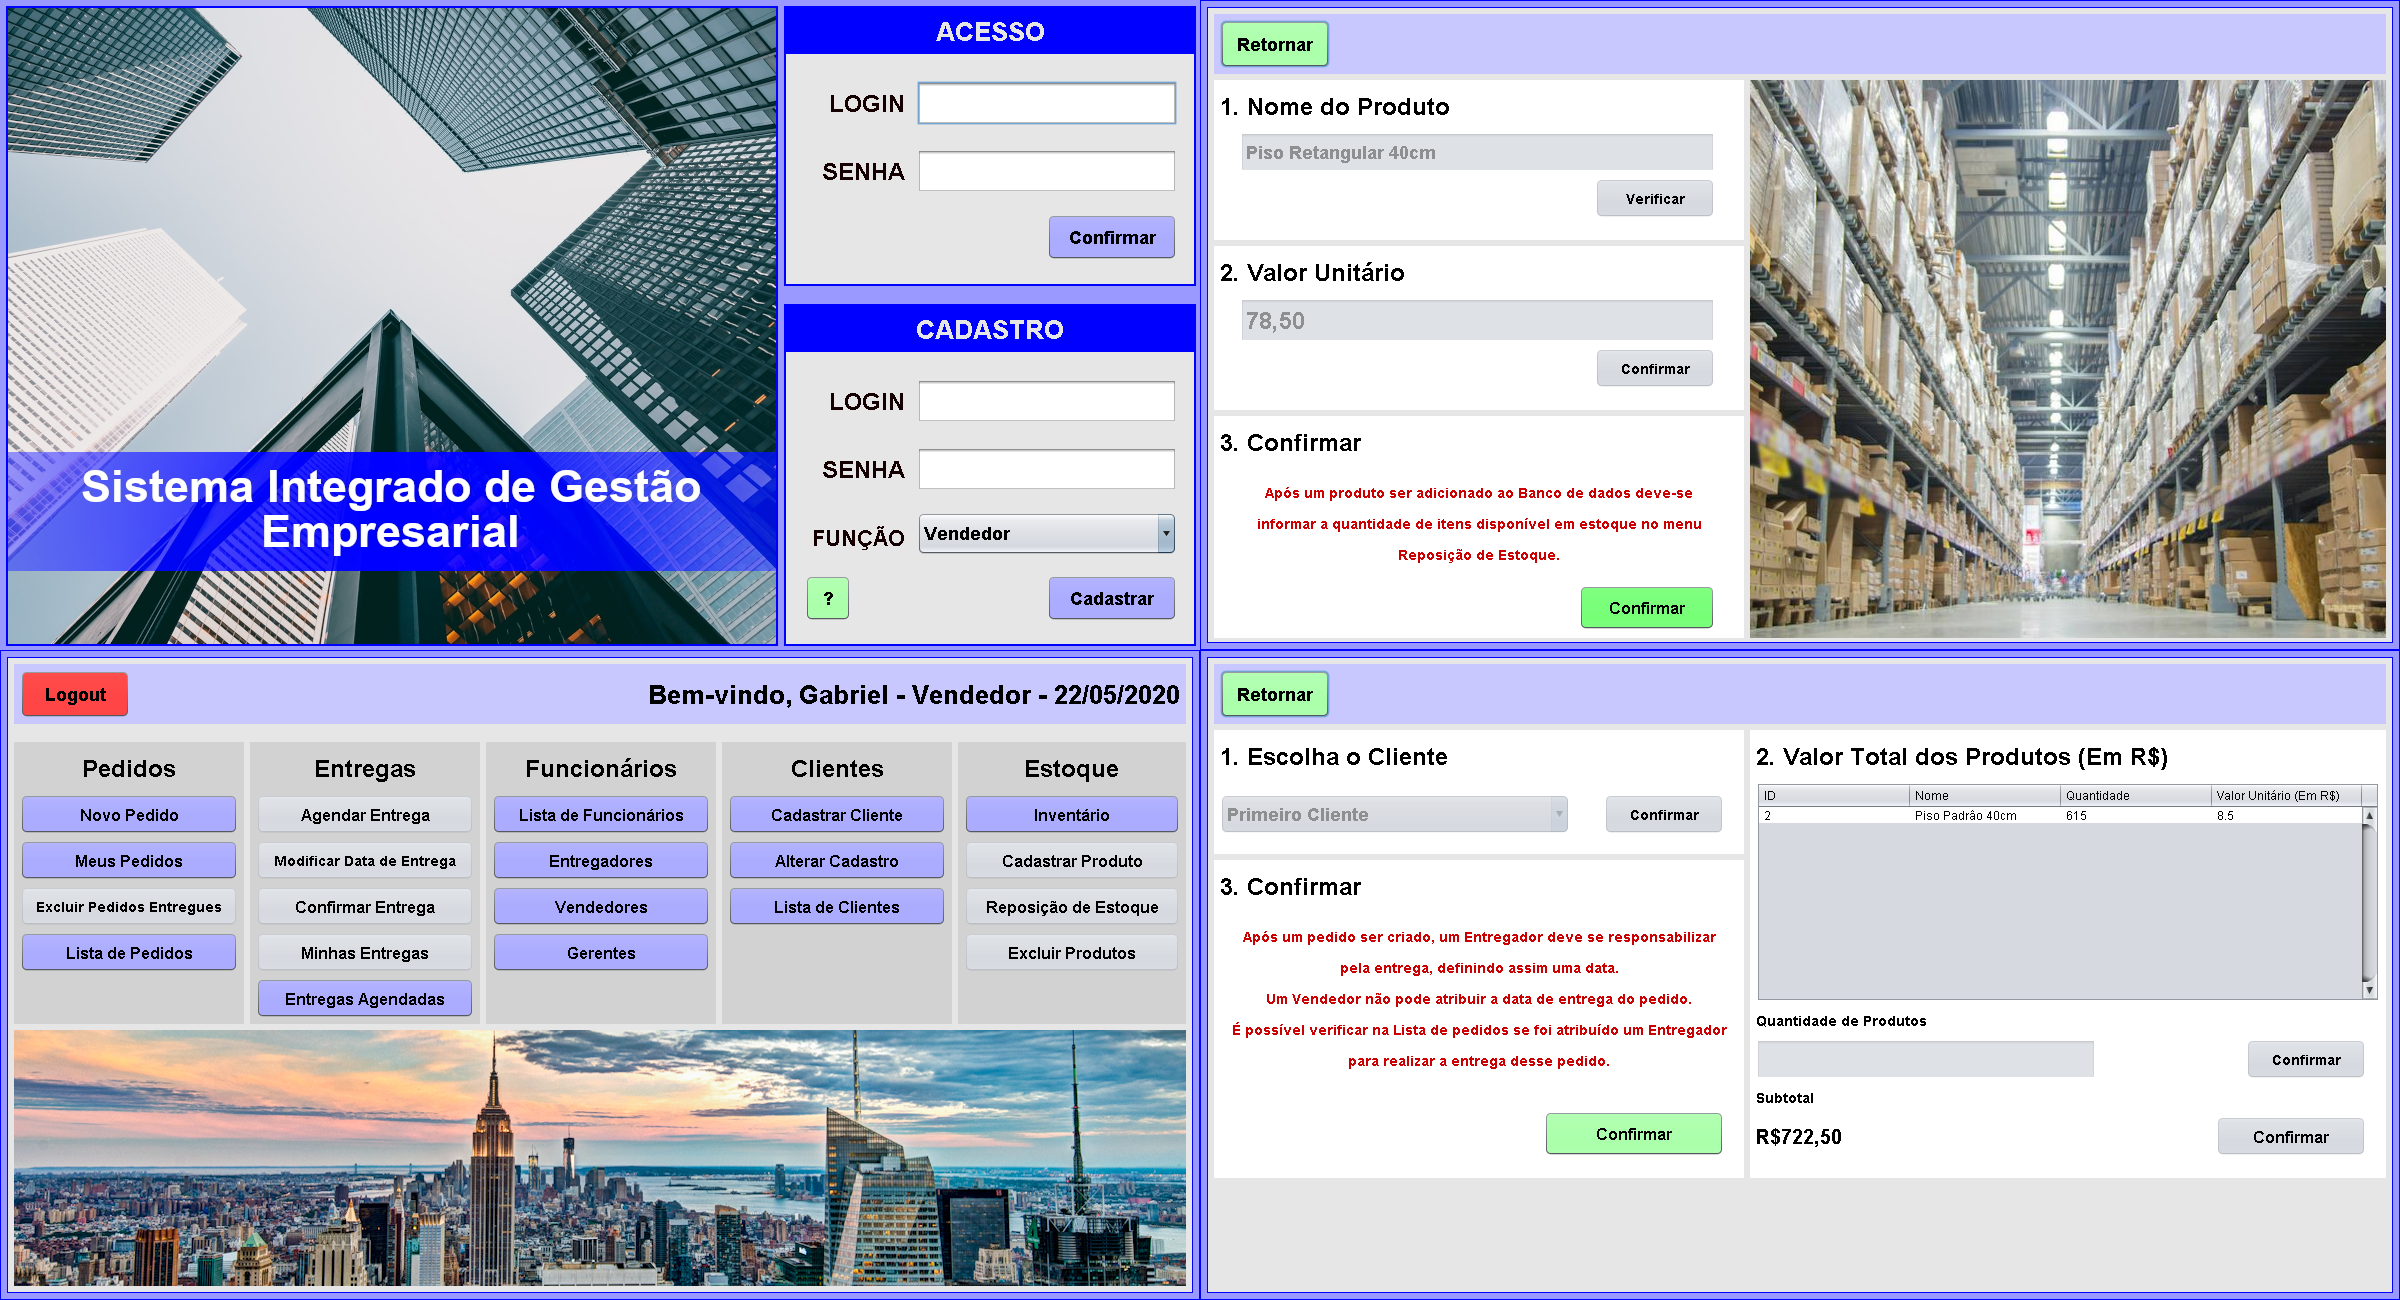 Sistema Integrado de Gestão
Empresarial
ACESSO
LOGIN
SENHA
Confirmar
CADASTRO
LOGIN
SENHA
FUNÇÃO Vendedor
? Cadastrar
Retornar
1. Nome do Produto
Piso Retangular 40cm
Verificar
2. Valor Unitário
78,50
Confirmar
3. Confirmar
Após um produto ser adicionado ao Banco de dados deve-se
informar a quantidade de itens disponível em estoque no menu
Reposição de Estoque.
Confirmar
Logout Bem-vindo, Gabriel - Vendedor - 22/05/2020
Pedidos
Novo Pedido
Meus Pedidos
Excluir Pedidos Entregues
Lista de Pedidos
Entregas
Agendar Entrega
Modificar Data de Entrega
Confirmar Entrega
Minhas Entregas
Entregas Agendadas
Funcionários
Lista de Funcionários
Entregadores
Vendedores
Gerentes
Clientes
Cadastrar Cliente
Alterar Cadastro
Lista de Clientes
Estoque
Inventário
Cadastrar Produto
Reposição de Estoque
Excluir Produtos
Retornar
1. Escolha o Cliente
Primeiro Cliente Confirmar
3. Confirmar
Após um pedido ser criado, um Entregador deve se responsabilizar
pela entrega, definindo assim uma data.
Um Vendedor não pode atribuir a data de entrega do pedido.
É possível verificar na Lista de pedidos se foi atribuído um Entregador
para realizar a entrega desse pedido.
Confirmar
2. Valor Total dos Produtos (Em R$)
ID Nome Quantidade Valor Unitário (Em R$)
2 Piso Padrão 40cm 615 8.5
Quantidade de Produtos
Confirmar
Subtotal
R$722,50 Confirmar